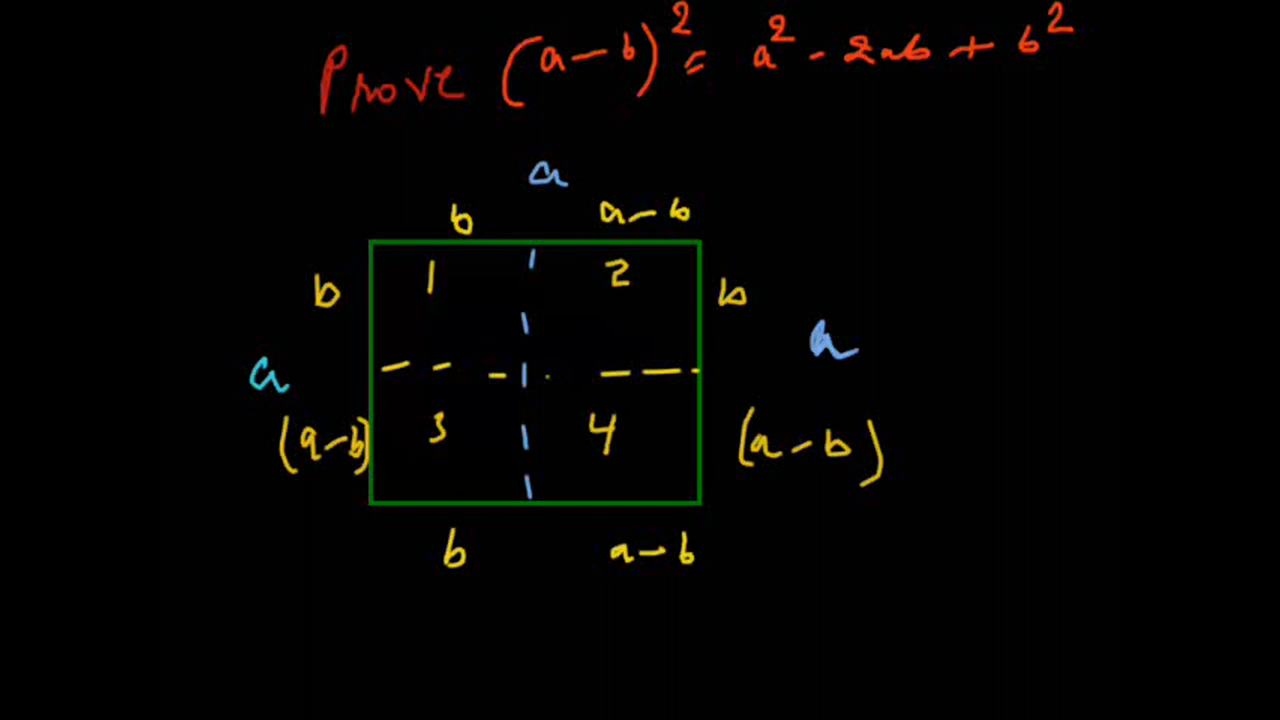 Prove (a-b)² = a² - 2ab + b²
a
b a-b
1 2
b b
a a
3 4
(a-b) (a-b)
b a-b